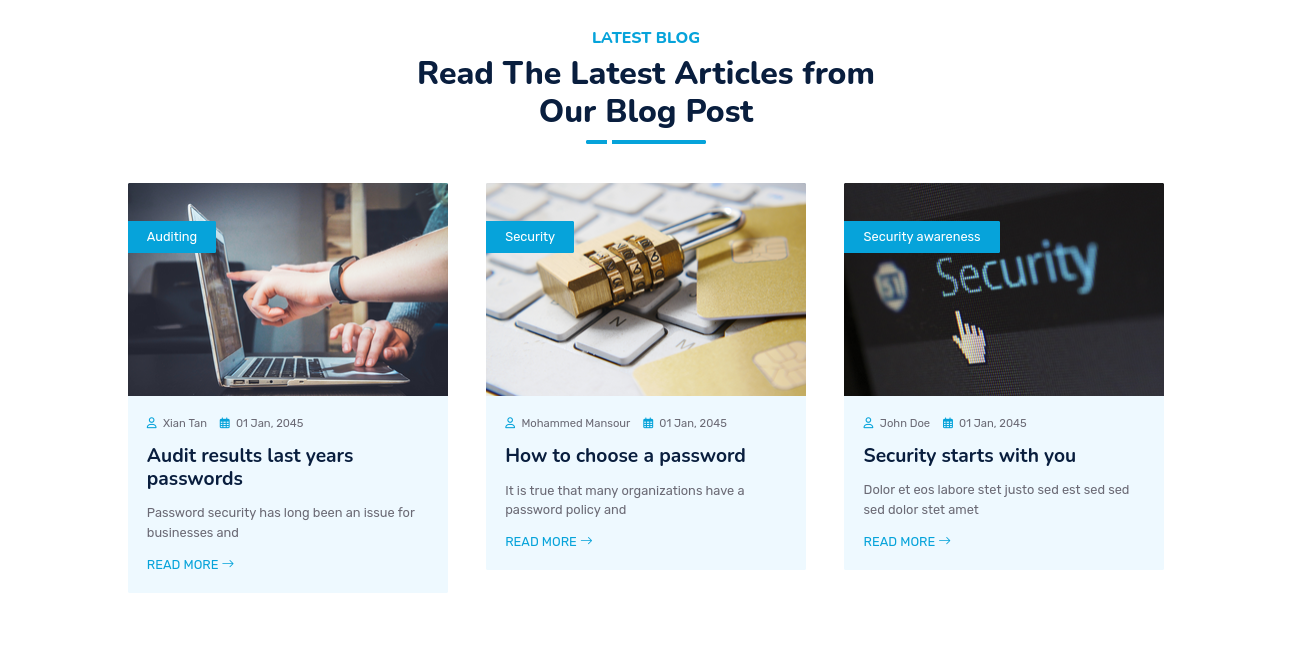 LATEST BLOG
Read The Latest Articles from
Our Blog Post
Auditing
Xian Tan 01 Jan, 2045
Audit results last years
passwords
Password security has long been an issue for
businesses and
READ MORE →
Security
N
Mohammed Mansour 01 Jan, 2045
How to choose a password
It is true that many organizations have a
password policy and
READ MORE →
Security awareness
Security
John Doe 01 Jan, 2045
Security starts with you
Dolor et eos labore stet justo sed est sed sed
sed dolor stet amet
READ MORE →